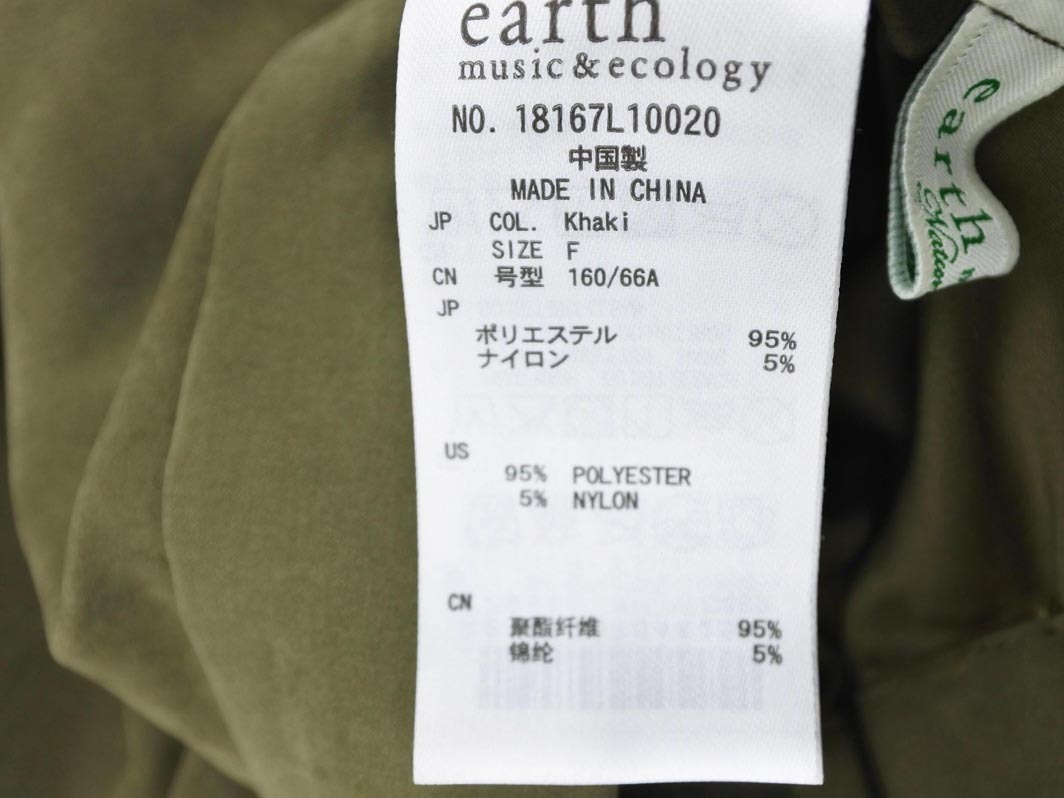 earth
music & ecology
NO. 18167L10020
中国製
MADE IN CHINA
JP COL. Khaki
SIZE F
CN 号型 160/66A
JP
ポリエステル 95%
ナイロン 5%
US
95% POLYESTER
5% NYLON
CN
聚酯纤维 95%
锦纶 5%
earth